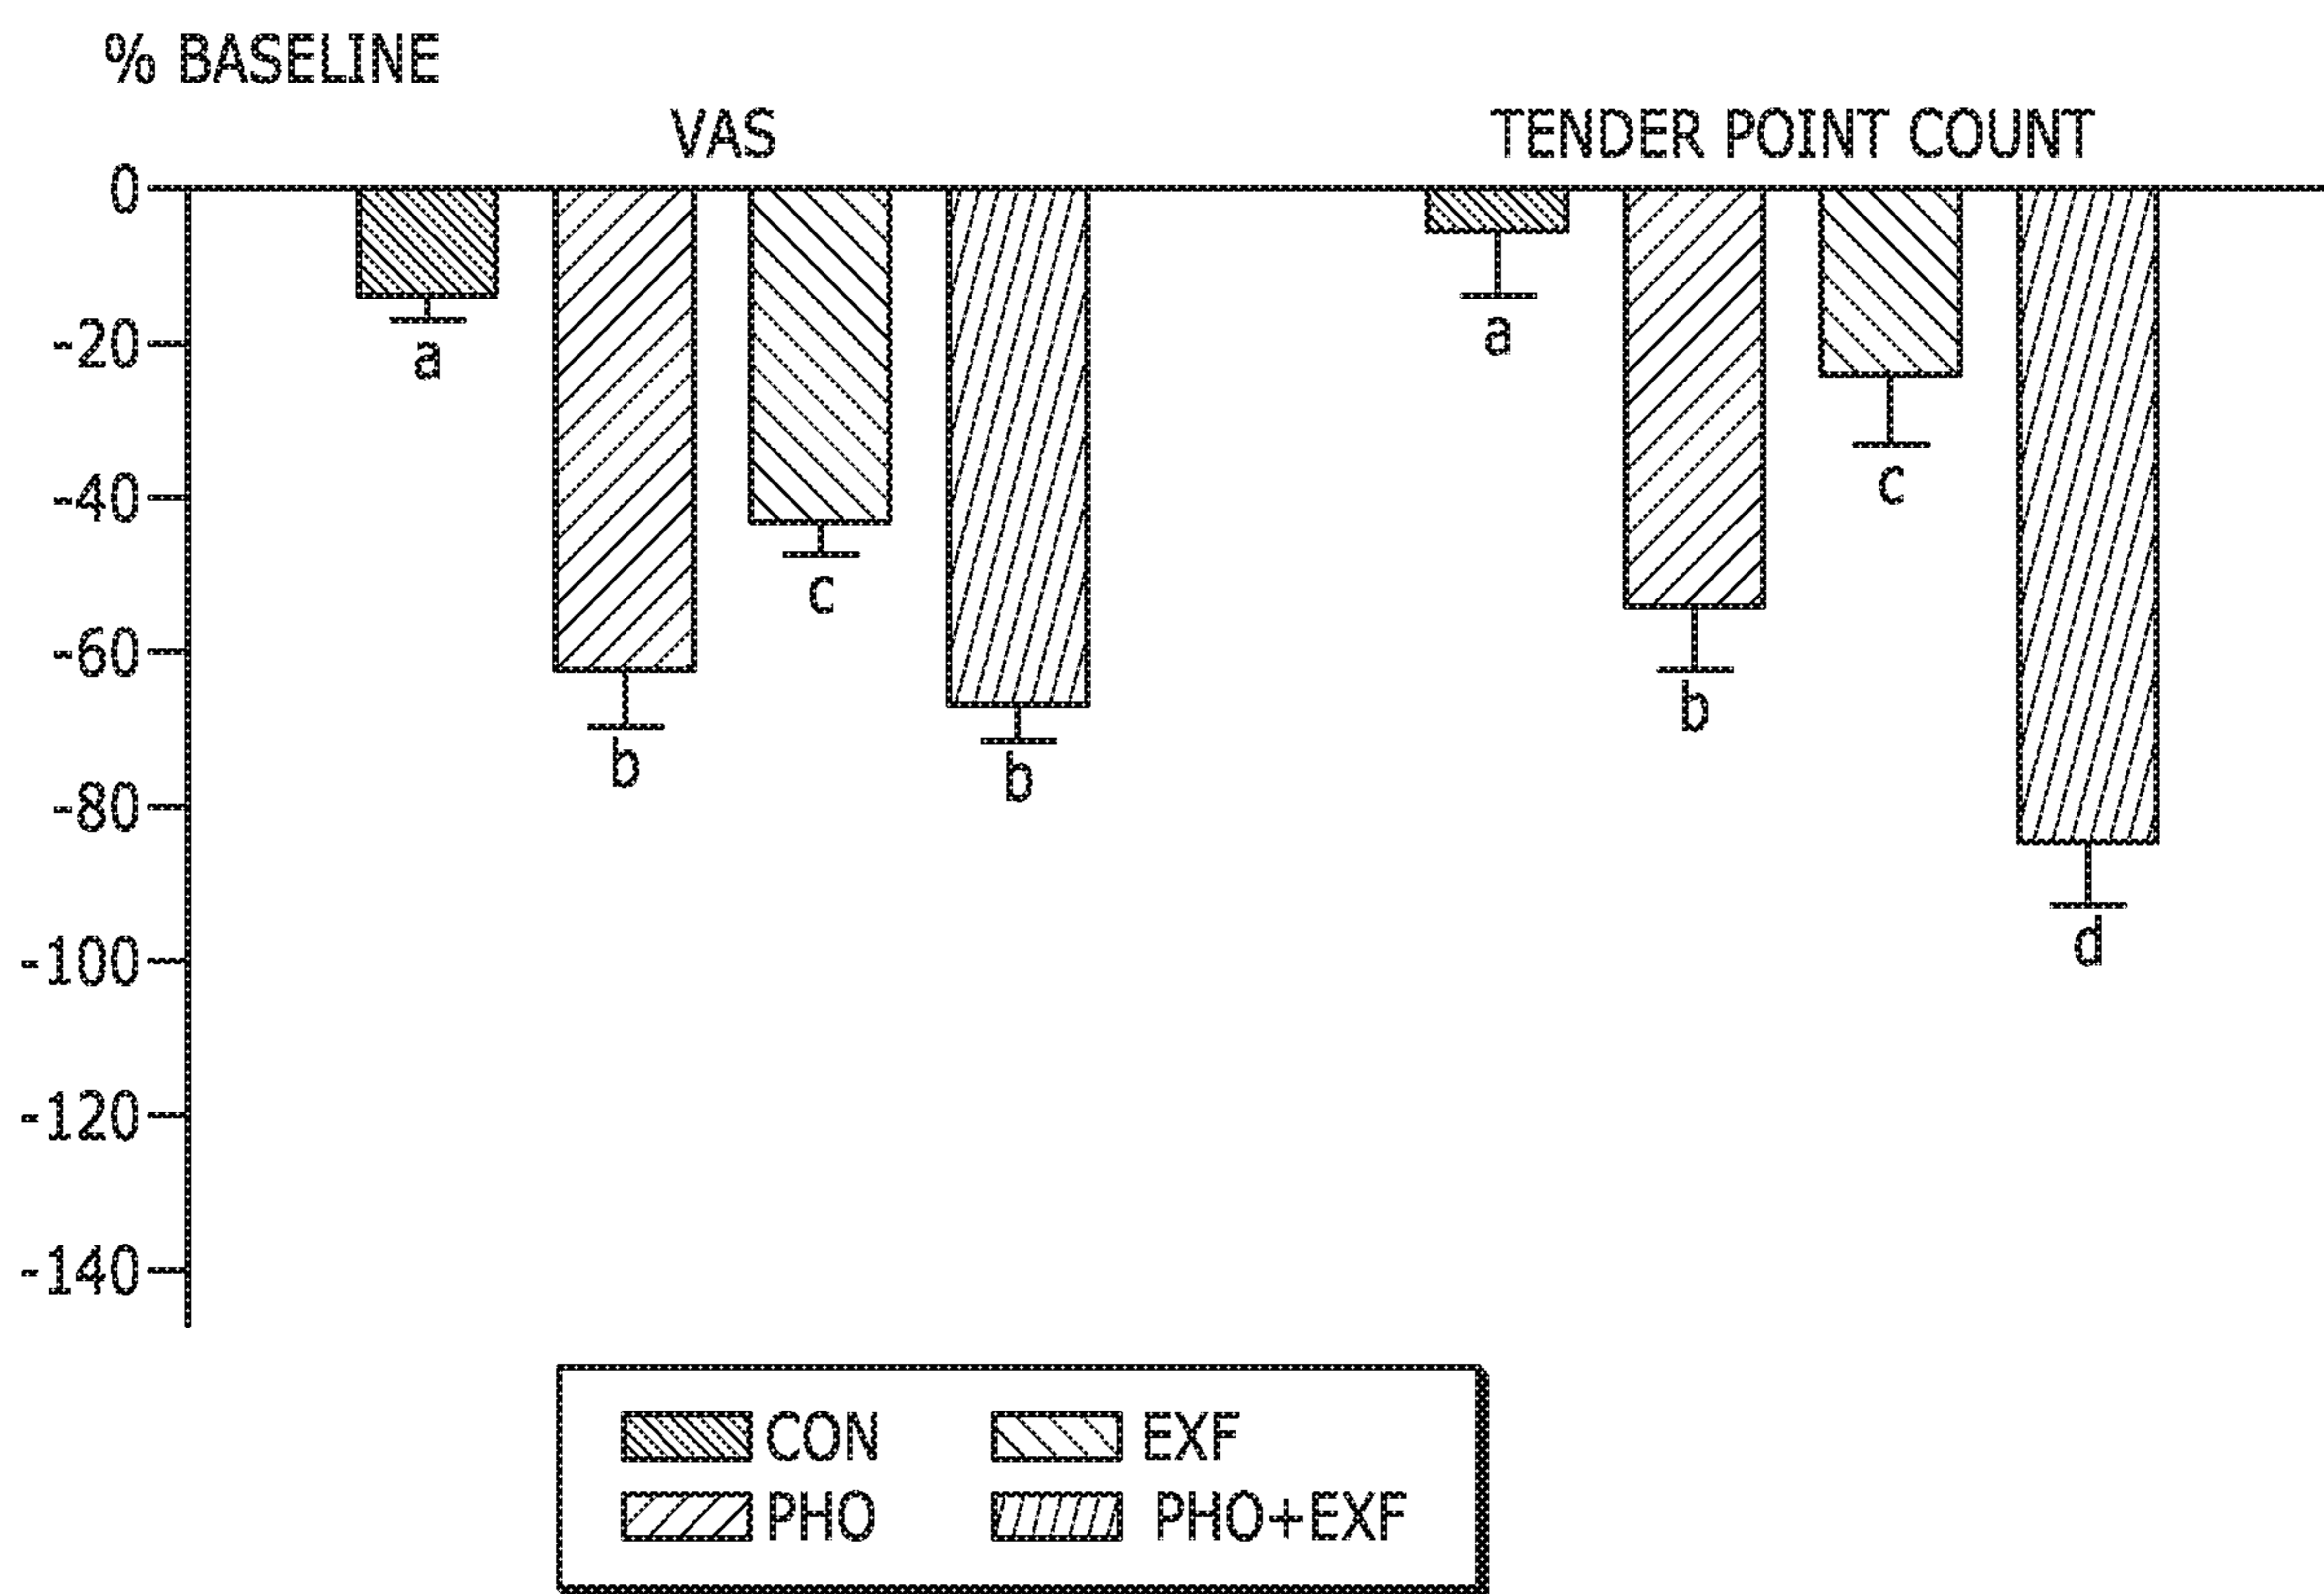 % BASELINE
VAS
TENDER POINT COUNT
0
-20
-40
-60
-80
-100
-120
-140
a
b
c
b
a
b
c
d
CON
EXF
PHO
PHO+EXF